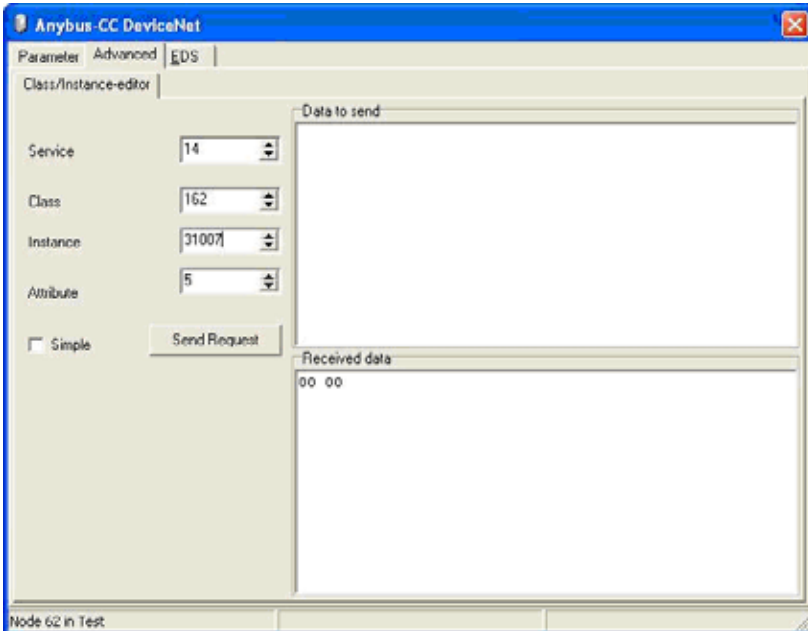 Anybus-CC DeviceNet
Parameter Advanced EDS
Class/Instance-editor
Data to send
Service 14
Class 162
Instance 31007
Attribute 5
Simple Send Request
Received data
00 00
Node 62 in Test